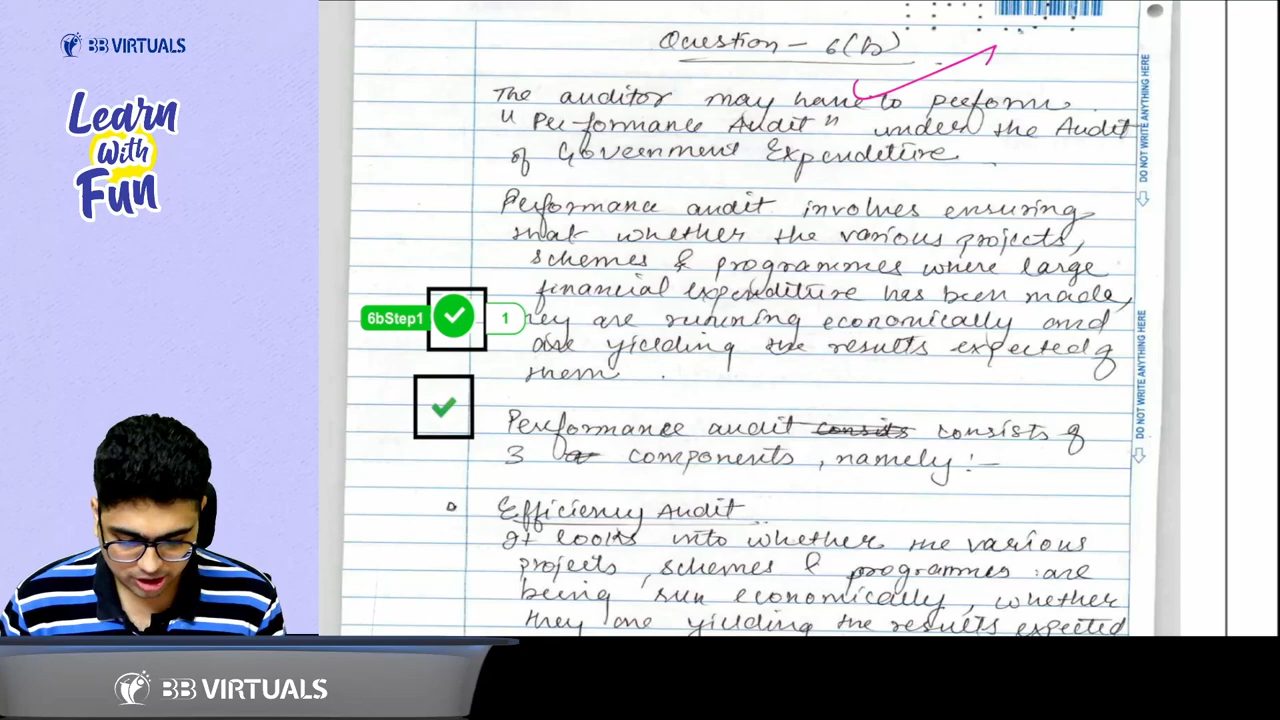 BB VIRTUALS
Learn
With
Fun
Question - 6(b)
The auditor may have to perform
"Performance Audit" under the Audit
of Government Expenditure.
Performance audit involves ensuring
that whether the various projects,
schemes & programmes where large
financial expenditure has been made,
6bStep1
1
they are running economically and
are yielding the results expected of
them.
Performance audit consists consists of
3 components, namely :-
Efficiency Audit
It looks into whether the various
projects, schemes & programmes are
being run economically, whether
they are yielding the results expected
DO NOT WRITE ANYTHING HERE
DO NOT WRITE ANYTHING HERE
BB VIRTUALS